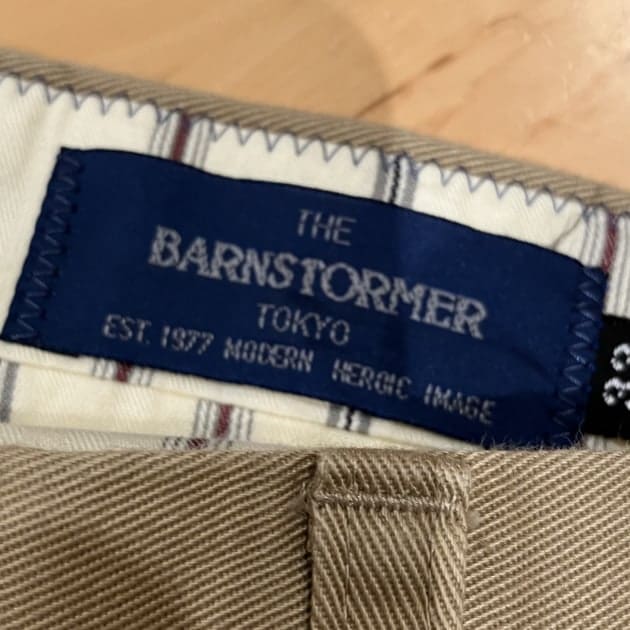 THE
BARNSTORMER
TOKYO
EST. 1977 MODERN HEROIC IMAGE